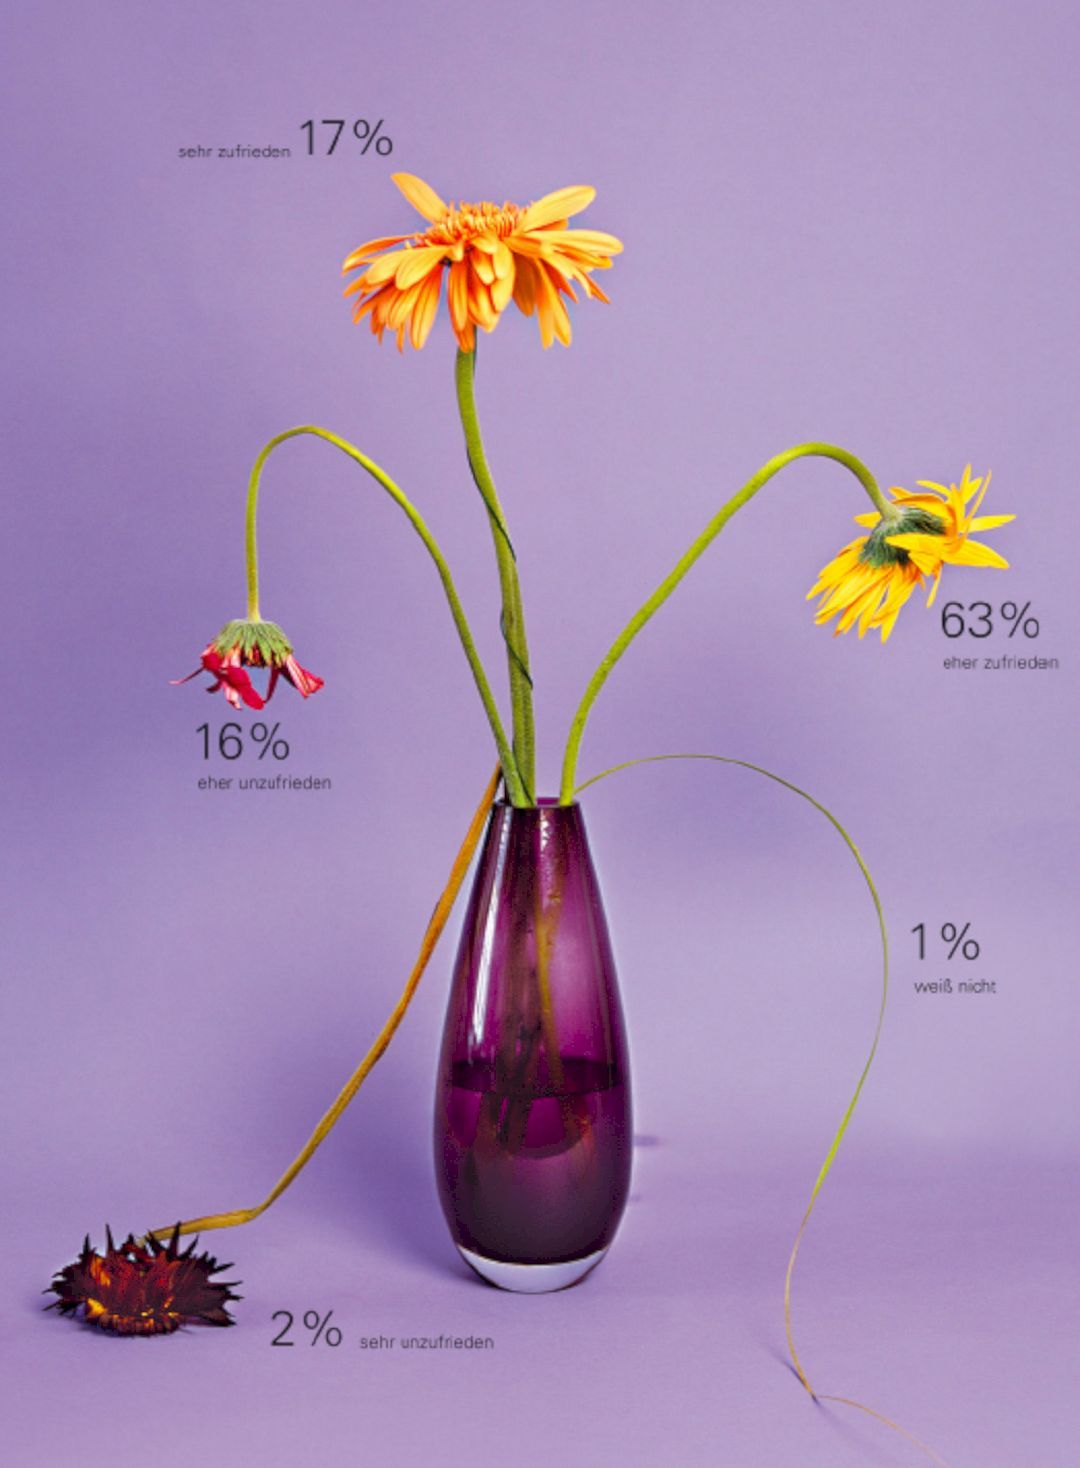 sehr zufrieden 17%
63%
eher zufrieden
16%
eher unzufrieden
1%
weiß nicht
2% sehr unzufrieden